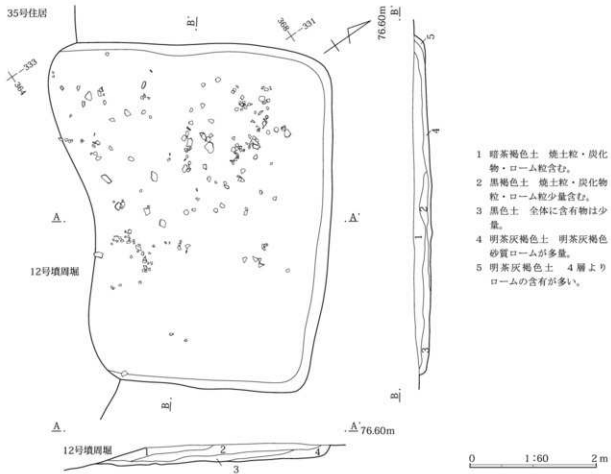 35号住居
B'
368
-331
76.60m
B'
5
-333
364
4
1 暗茶褐色土 焼土粒・炭化
物・ローム粒含む。
2 黒褐色土 焼土粒・炭化物
粒・ローム粒少量含む。
3 黒色土 全体に含有物は少
量。
4 明茶灰褐色土 明茶灰褐色
砂質ロームが多量。
5 明茶灰褐色土 4層より
ロームの含有が多い。
2
1
A
A'
12号墳周堀
3
B
B
A
A' 76.60m
12号墳周堀
1
2
4
3
0 1:60 2m